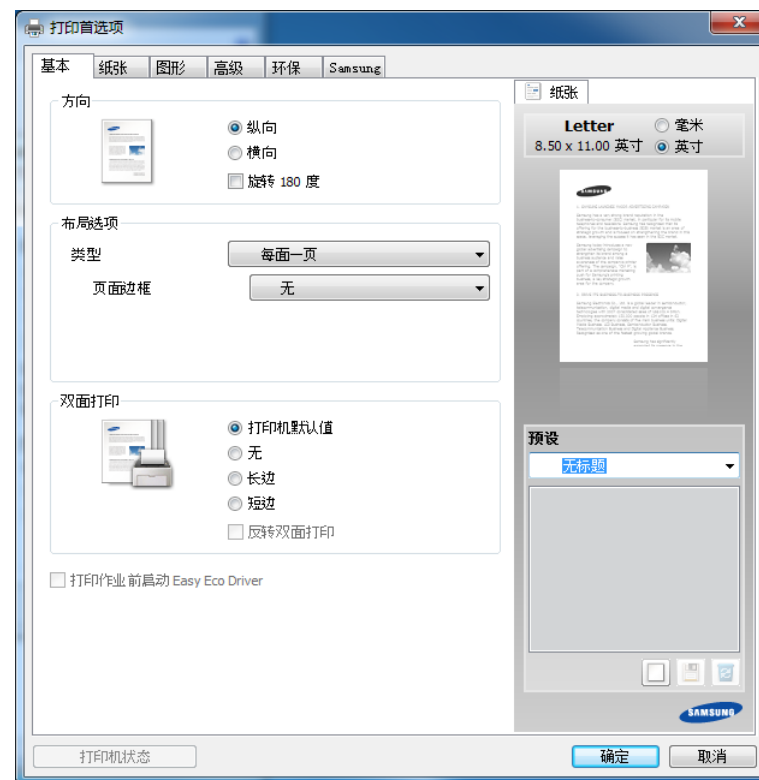 打印首选项
基本 纸张 图形 高级 环保 Samsung
方向
纵向
横向
旋转 180 度
布局选项
类型 每面一页
页面边框 无
双面打印
打印机默认值
无
长边
短边
反转双面打印
打印作业前启动 Easy Eco Driver
纸张
Letter 毫米
8.50 x 11.00 英寸 英寸
SAMSUNG
预设
无标题
SAMSUNG
打印机状态 确定 取消